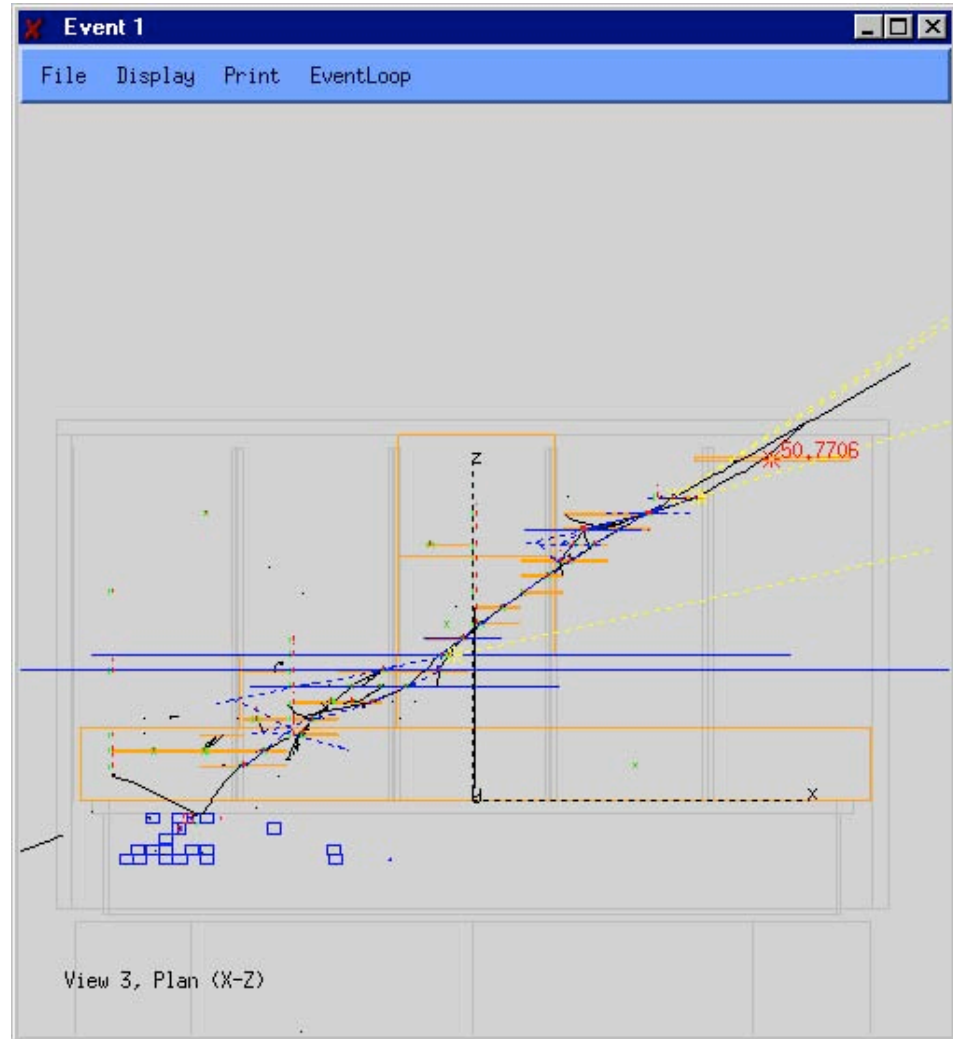 Event 1
File Display Print EventLoop
50.7706
z
y
x
View 3, Plan (X-Z)